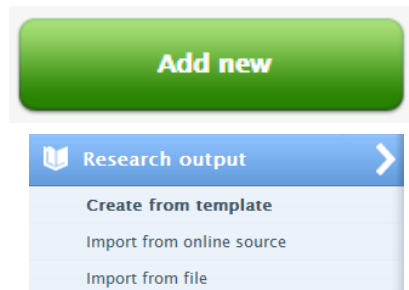 Add new
Research output
Create from template
Import from online source
Import from file